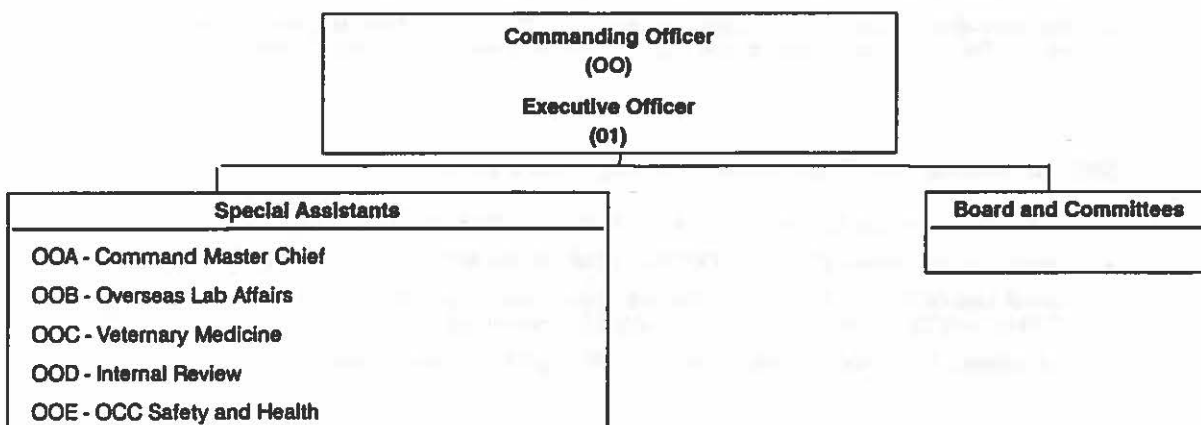 Commanding Officer
(OO)
Executive Officer
(01)
Special Assistants
OOA - Command Master Chief
OOB - Overseas Lab Affairs
OOC - Veternary Medicine
OOD - Internal Review
OOE - OCC Safety and Health
Board and Committees